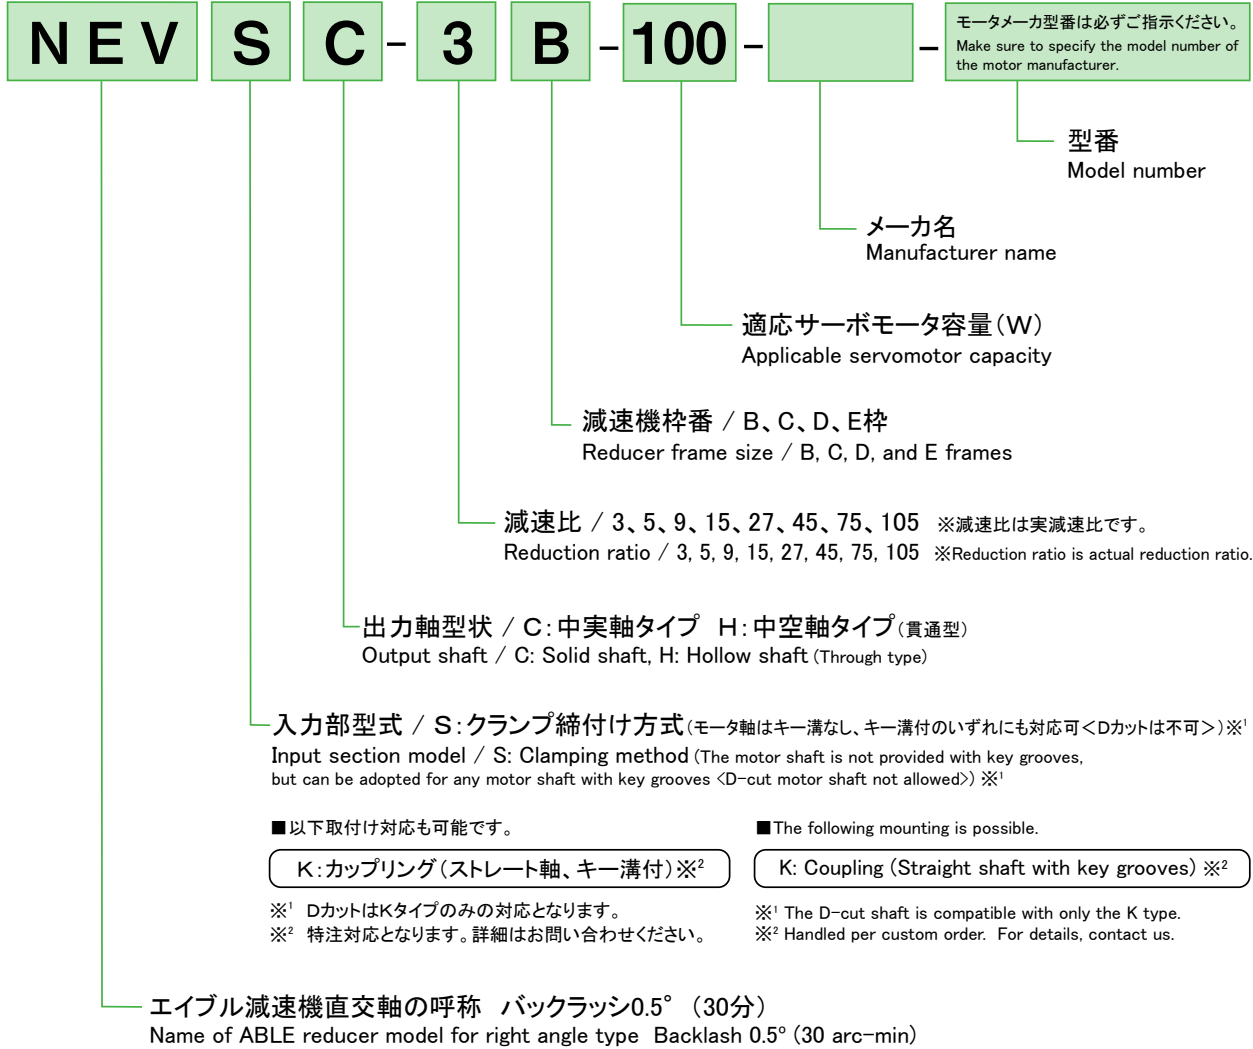 NEV S C - 3 B - 100 - -
モータメーカ型番は必ずご指示ください。
Make sure to specify the model number of
the motor manufacturer.
型番
Model number
メーカ名
Manufacturer name
適応サーボモータ容量(W)
Applicable servomotor capacity
減速機枠番 / B、C、D、E枠
Reducer frame size / B, C, D, and E frames
減速比 / 3、5、9、15、27、45、75、105 ※減速比は実減速比です。
Reduction ratio / 3, 5, 9, 15, 27, 45, 75, 105 ※Reduction ratio is actual reduction ratio.
出力軸型状 / C:中実軸タイプ H:中空軸タイプ(貫通型)
Output shaft / C: Solid shaft, H: Hollow shaft (Through type)
入力部型式 / S:クランプ締付け方式(モータ軸はキー溝なし、キー溝付のいずれにも対応可<Dカットは不可>)※¹
Input section model / S: Clamping method (The motor shaft is not provided with key grooves,
but can be adopted for any motor shaft with key grooves <D-cut motor shaft not allowed>) ※¹
■以下取付け対応も可能です。
K:カップリング(ストレート軸、キー溝付)※²
※¹ DカットはKタイプのみの対応となります。
※² 特注対応となります。詳細はお問い合わせください。
■The following mounting is possible.
K: Coupling (Straight shaft with key grooves) ※²
※¹ The D-cut shaft is compatible with only the K type.
※² Handled per custom order. For details, contact us.
エイブル減速機直交軸の呼称 バックラッシ0.5°(30分)
Name of ABLE reducer model for right angle type Backlash 0.5° (30 arc-min)